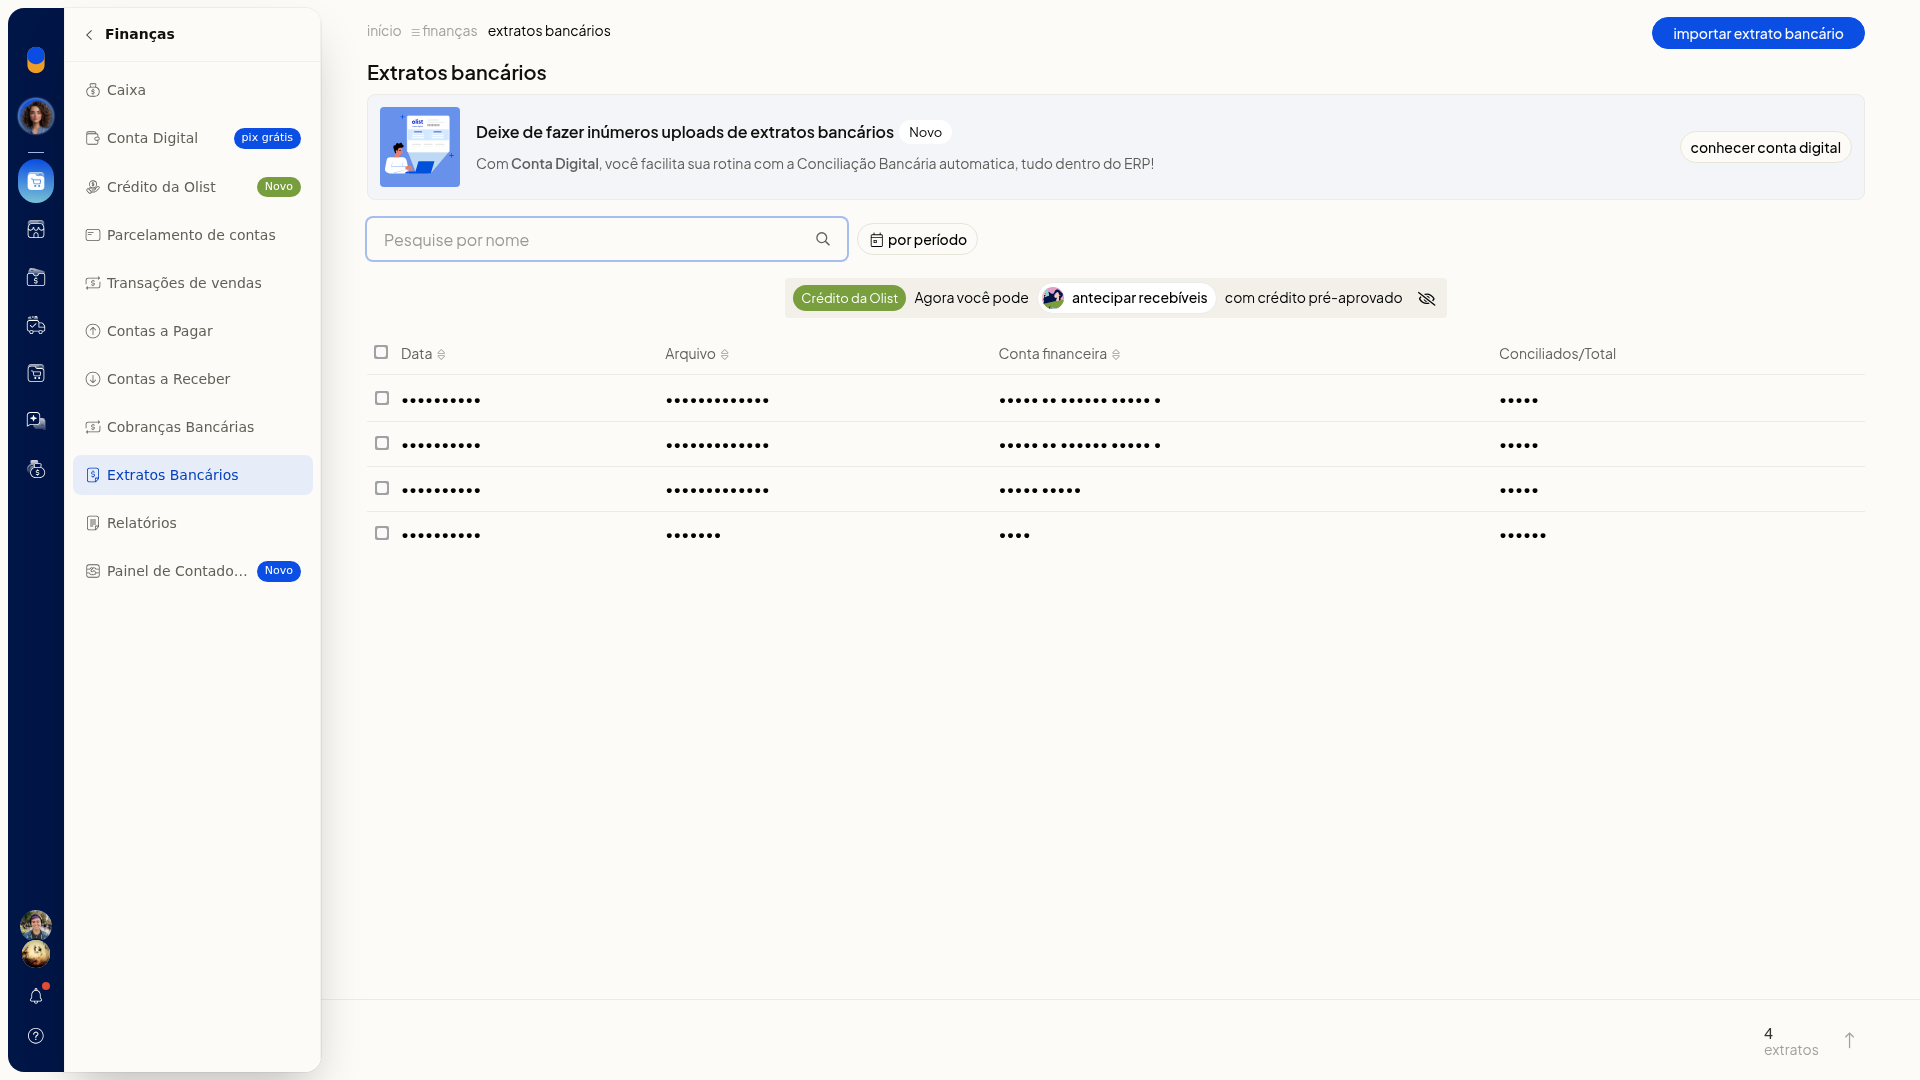 Finanças
Caixa
Conta Digital pix grátis
Crédito da Olist Novo
Parcelamento de contas
Transações de vendas
Contas a Pagar
Contas a Receber
Cobranças Bancárias
Extratos Bancários
Relatórios
Painel de Contado... Novo
início finanças extratos bancários
importar extrato bancário
Extratos bancários
olist
Deixe de fazer inúmeros uploads de extratos bancários Novo
Com Conta Digital, você facilita sua rotina com a Conciliação Bancária automatica, tudo dentro do ERP!
conhecer conta digital
Pesquise por nome
por período
Crédito da Olist Agora você pode antecipar recebíveis com crédito pré-aprovado
Data Arquivo Conta financeira Conciliados/Total
•••••••••• ••••••••••••• ••••• •• •••••• ••••• • •••••
•••••••••• ••••••••••••• ••••• •• •••••• ••••• • •••••
•••••••••• ••••••••••••• ••••• ••••• •••••
•••••••••• ••••••• •••• ••••••
4
extratos